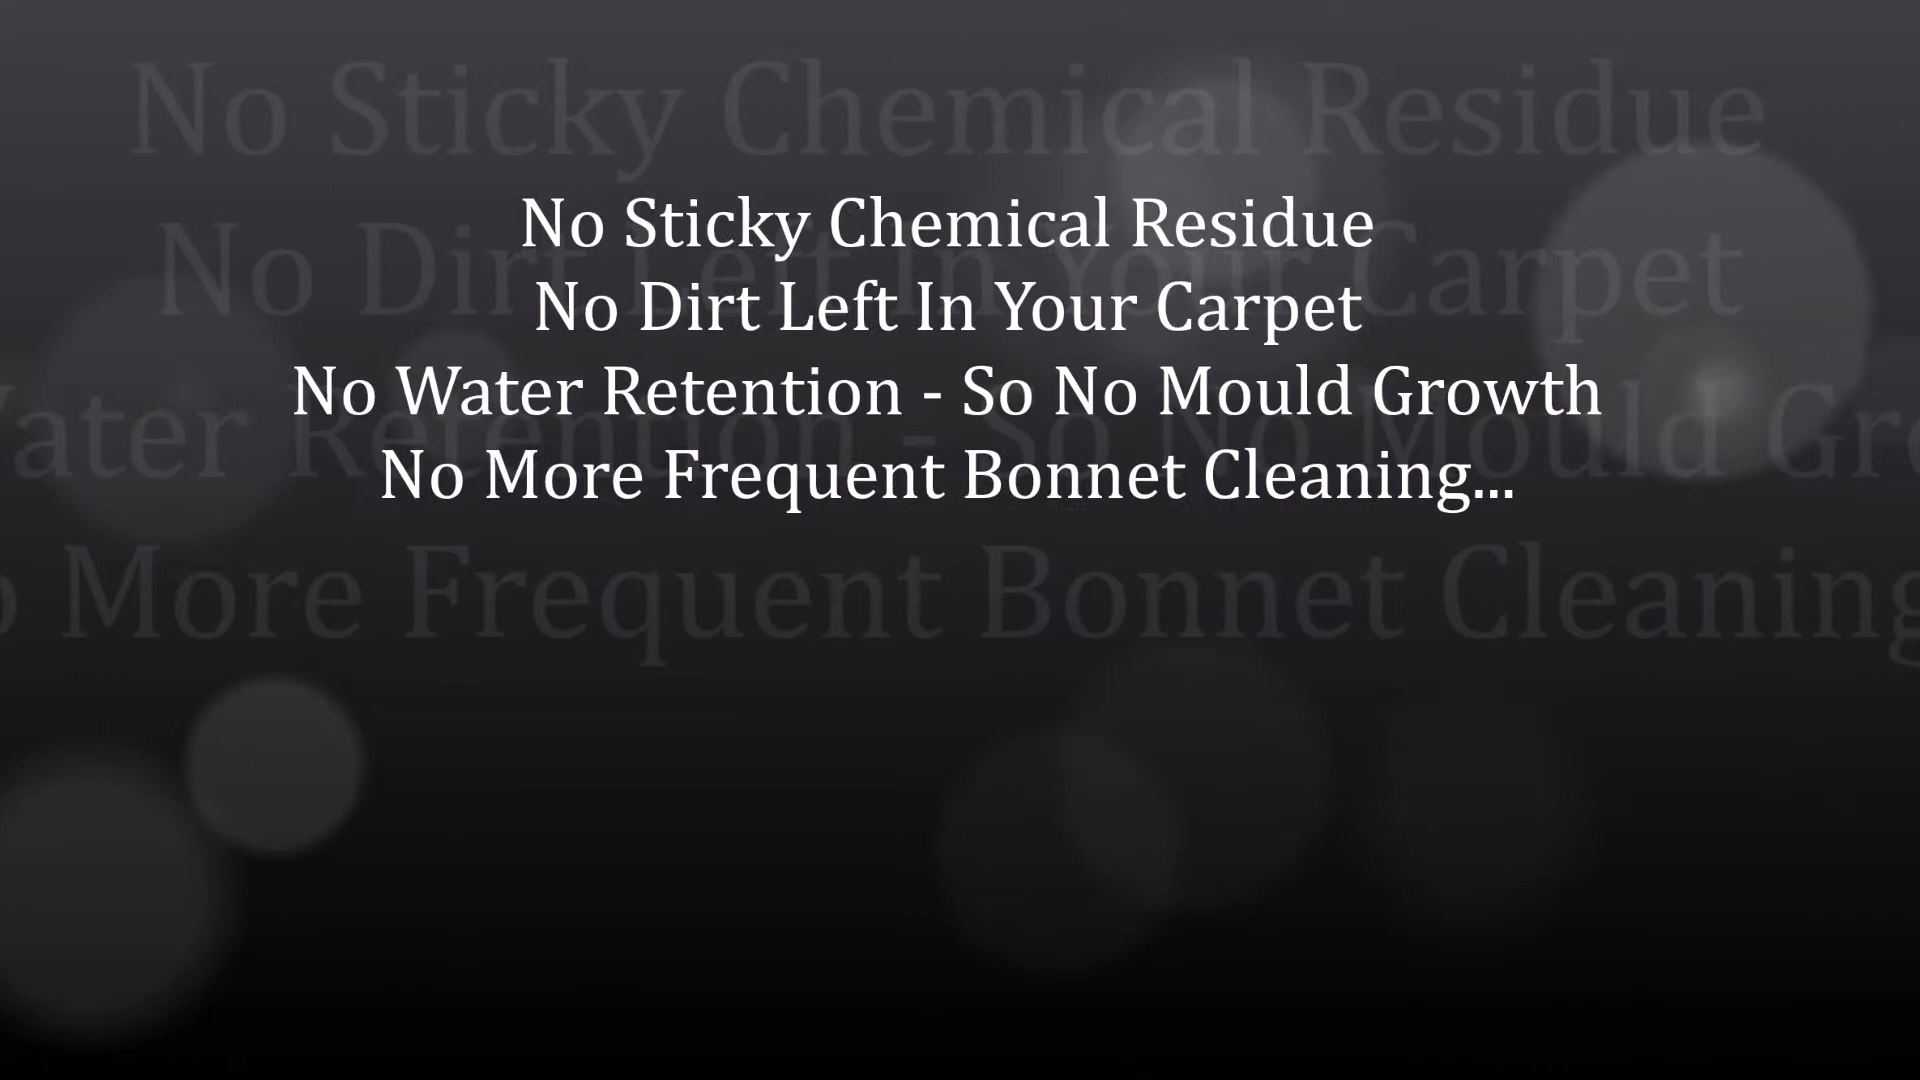 No Sticky Chemical Residue
No Dirt Left In Your Carpet
No Water Retention - So No Mould Growth
No More Frequent Bonnet Cleaning...